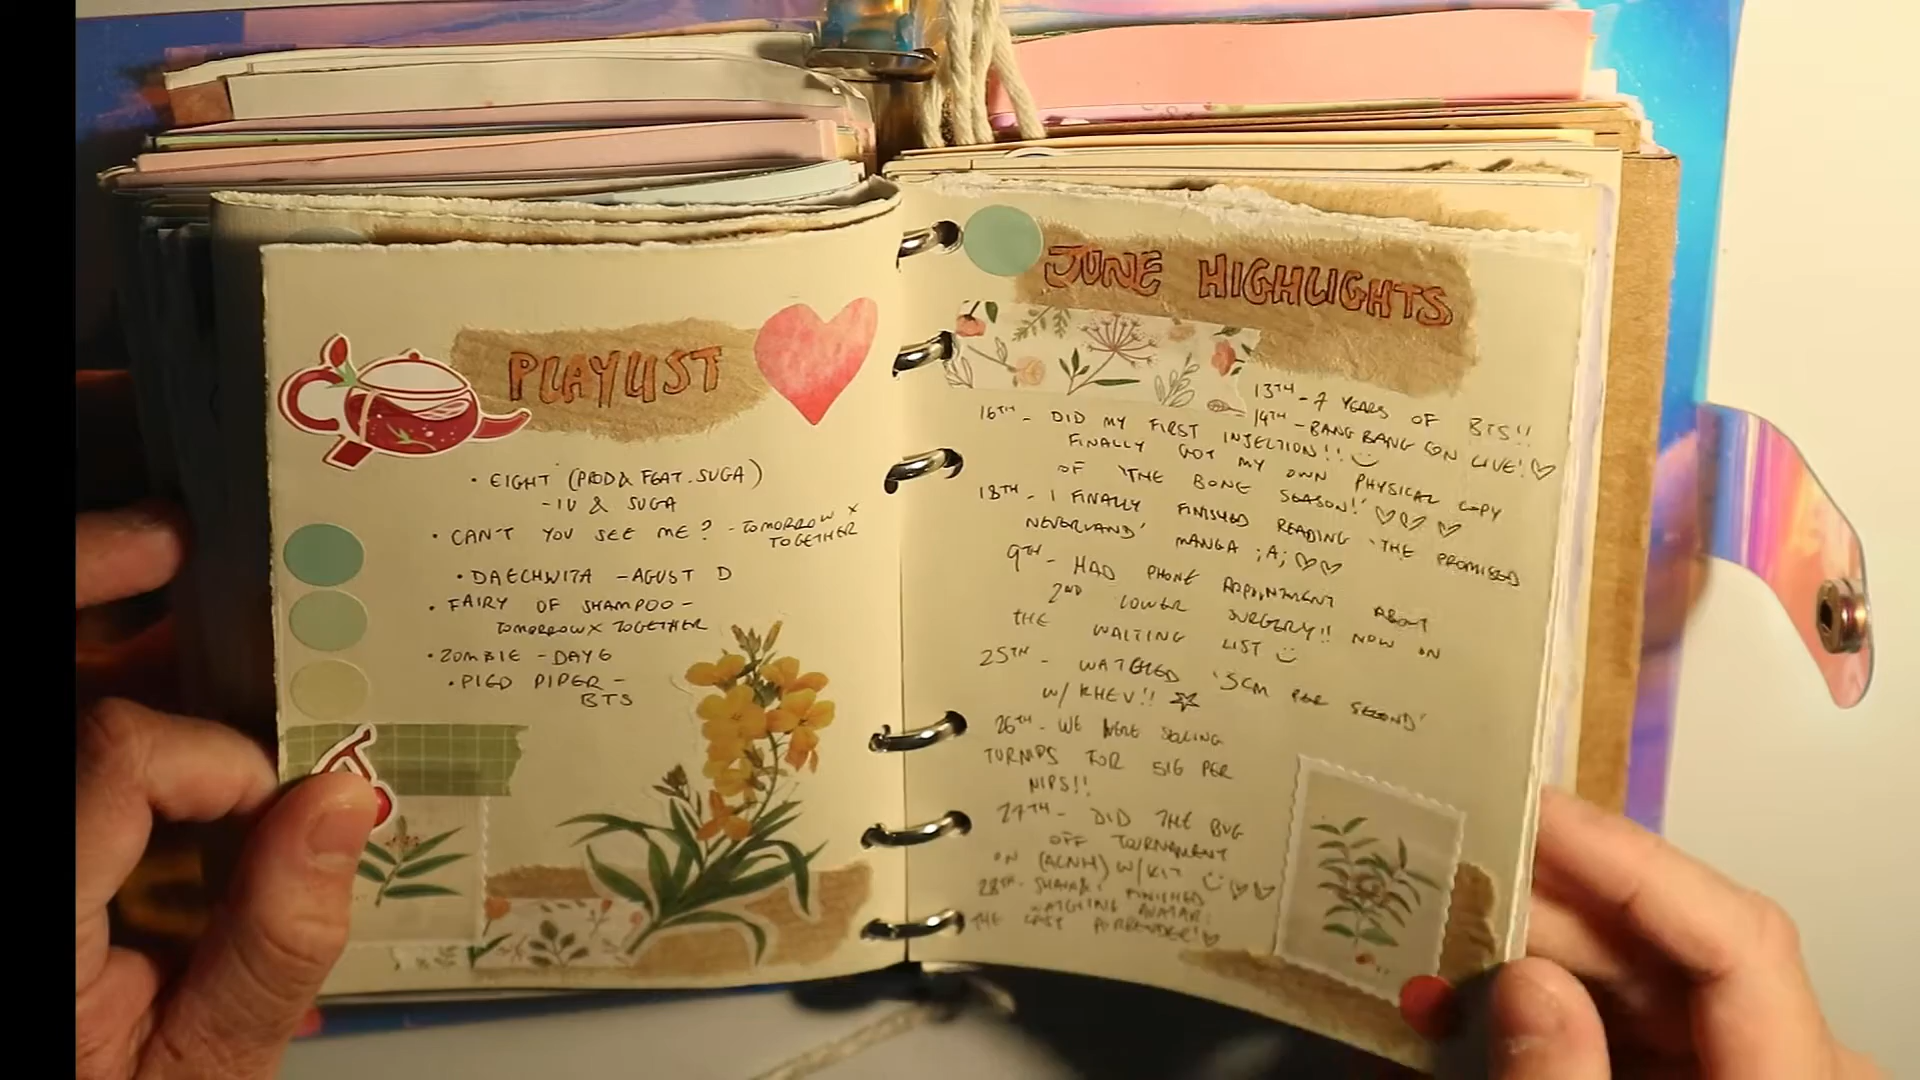 PLAYLIST
• EIGHT (PROD & FEAT. SUGA)
- IU & SUGA
• CAN'T YOU SEE ME? - TOMORROW X
TOGETHER
• DAECHWITA - AGUST D
• FAIRY OF SHAMPOO -
TOMORROW X TOGETHER
• ZOMBIE - DAY6
• PIED PIPER -
BTS
JUNE HIGHLIGHTS
13TH - 7 YEARS OF BTS!!
14TH - BANG BANG CON LIVE! ♡
16TH - DID MY FIRST INJECTION!! :)
FINALLY GOT MY OWN PHYSICAL COPY
OF 'THE BONE SEASON!' ♡♡♡
18TH - I FINALLY FINISHED READING 'THE PROMISED
NEVERLAND' MANGA ;A; ♡♡
9TH - HAD PHONE APPOINTMENT ABOUT
2ND LOWER SURGERY!! NOW ON
THE WAITING LIST :)
25TH - WATCHED '5CM PER SECOND'
W/ KHEV!! ☆
26TH - WE WERE SELLING
TURNIPS FOR 516 PER
NIPS!!
27TH - DID THE BUG
OFF TOURNAMENT
ON (ACNH) W/ KIT :) ♡♡
28TH - FINISHED
WATCHING AVATAR:
THE LAST AIRBENDER! ♡